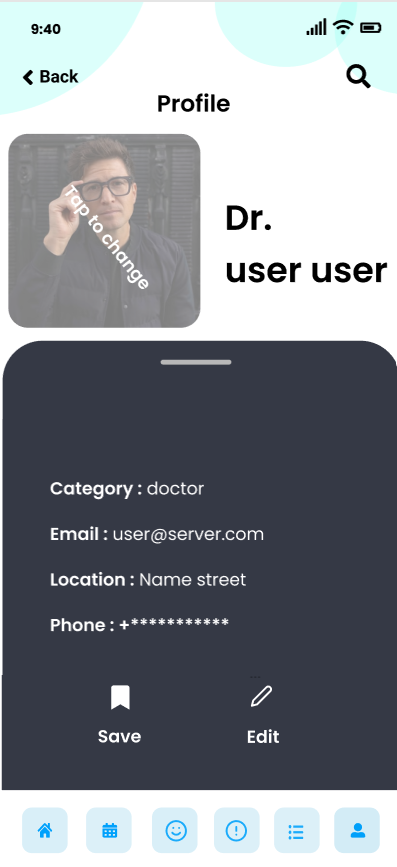 9:40
Back
Profile
Tap to change
Dr.
user user
Category : doctor
Email : user@server.com
Location : Name street
Phone : +***********
Save
Edit